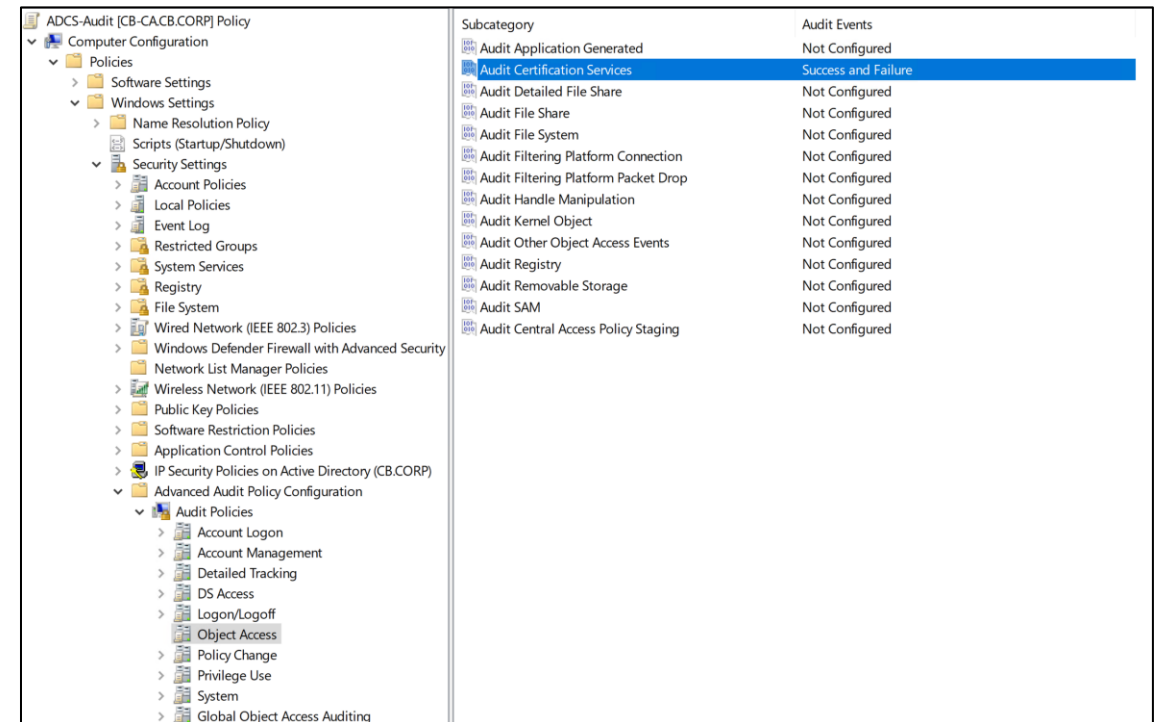 ADCS-Audit [CB-CA.CB.CORP] Policy
Computer Configuration
Policies
Software Settings
Windows Settings
Name Resolution Policy
Scripts (Startup/Shutdown)
Security Settings
Account Policies
Local Policies
Event Log
Restricted Groups
System Services
Registry
File System
Wired Network (IEEE 802.3) Policies
Windows Defender Firewall with Advanced Security
Network List Manager Policies
Wireless Network (IEEE 802.11) Policies
Public Key Policies
Software Restriction Policies
Application Control Policies
IP Security Policies on Active Directory (CB.CORP)
Advanced Audit Policy Configuration
Audit Policies
Account Logon
Account Management
Detailed Tracking
DS Access
Logon/Logoff
Object Access
Policy Change
Privilege Use
System
Global Object Access Auditing
Subcategory Audit Events
Audit Application Generated Not Configured
Audit Certification Services Success and Failure
Audit Detailed File Share Not Configured
Audit File Share Not Configured
Audit File System Not Configured
Audit Filtering Platform Connection Not Configured
Audit Filtering Platform Packet Drop Not Configured
Audit Handle Manipulation Not Configured
Audit Kernel Object Not Configured
Audit Other Object Access Events Not Configured
Audit Registry Not Configured
Audit Removable Storage Not Configured
Audit SAM Not Configured
Audit Central Access Policy Staging Not Configured